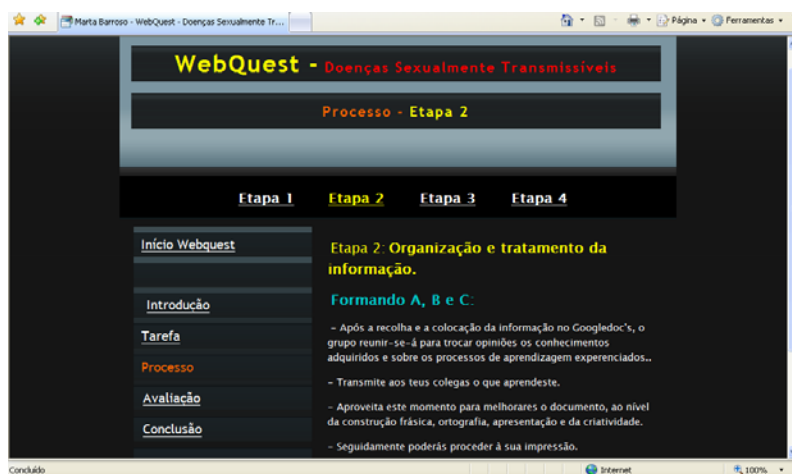 Marta Barroso - WebQuest - Doenças Sexualmente Tr...
Página
Ferramentas
WebQuest - Doenças Sexualmente Transmissíveis
Processo - Etapa 2
Etapa 1 Etapa 2 Etapa 3 Etapa 4
Início Webquest
Introdução
Tarefa
Processo
Avaliação
Conclusão
Etapa 2: Organização e tratamento da
informação.
Formando A, B e C:
- Após a recolha e a colocação da informação no Googledoc's, o
grupo reunir-se-á para trocar opiniões os conhecimentos
adquiridos e sobre os processos de aprendizagem experenciados..
- Transmite aos teus colegas o que aprendeste.
- Aproveita este momento para melhorares o documento, ao nível
da construção frásica, ortografia, apresentação e da criatividade.
- Seguidamente poderás proceder à sua impressão.
Concluído
Internet
100%